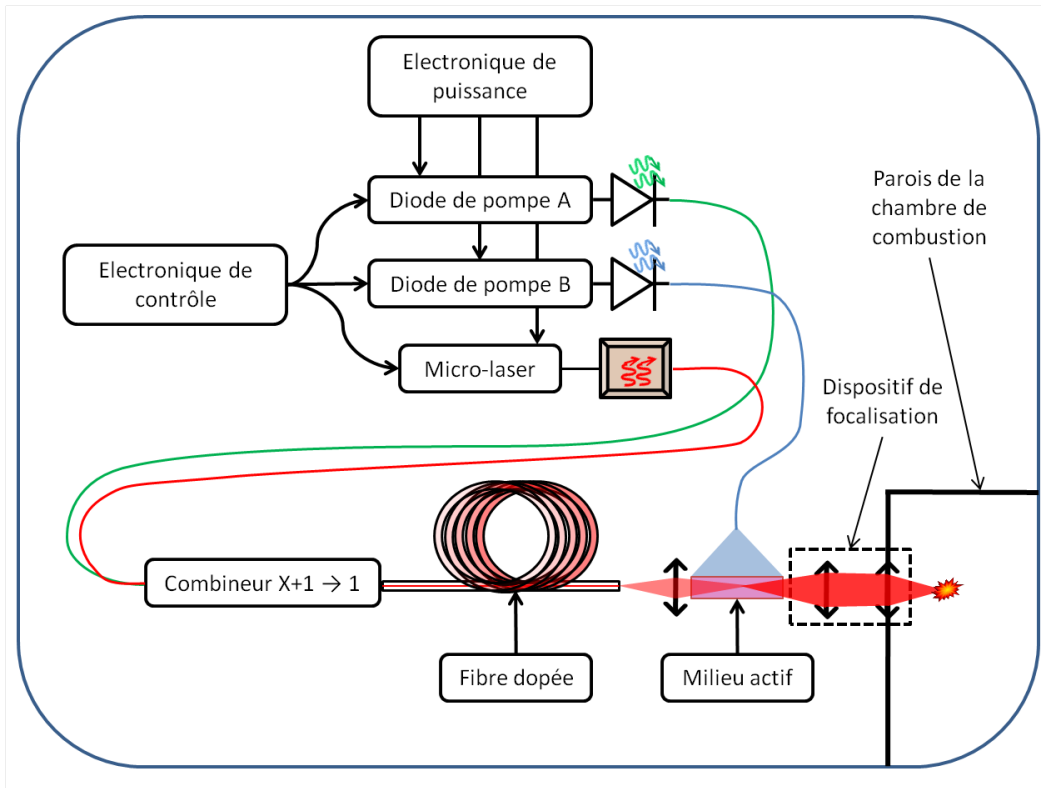 Electronique de
puissance
Diode de pompe A
Parois de la
chambre de
combustion
Electronique de
contrôle
Diode de pompe B
Micro-laser
Dispositif de
focalisation
Combineur X+1 → 1
Fibre dopée
Milieu actif